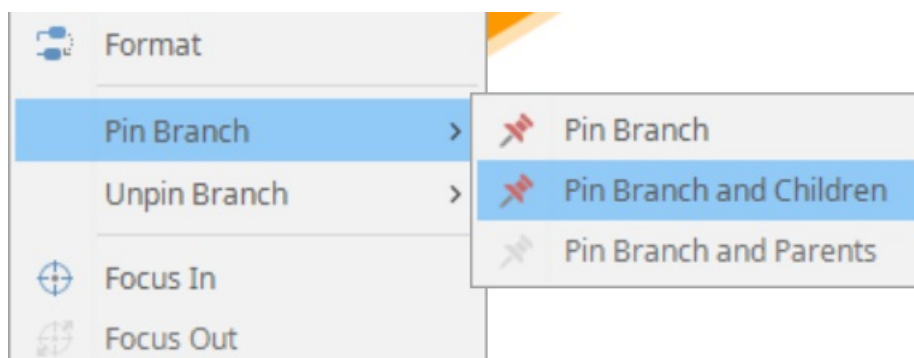 Format
Pin Branch
Unpin Branch
Focus In
Focus Out
Pin Branch
Pin Branch and Children
Pin Branch and Parents